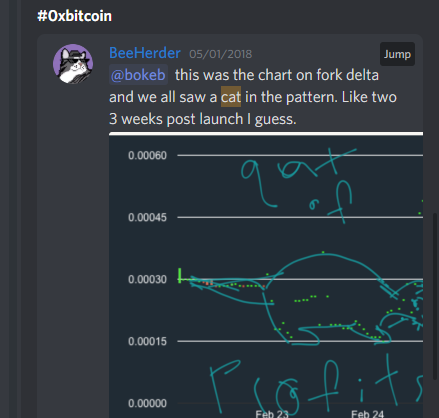 #0xbitcoin
BeeHerder 05/01/2018
Jump
@bokeb this was the chart on fork delta
and we all saw a cat in the pattern. Like two
3 weeks post launch I guess.
0.00060
of
0.00045
0.00030
0.00015
Profits
0.00000
Feb 23 Feb 24